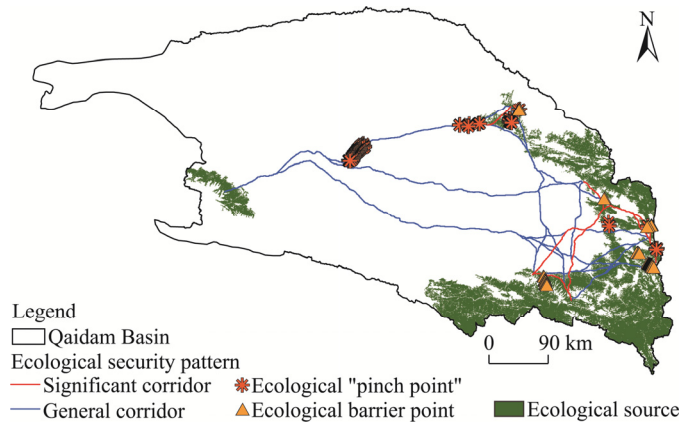 N
Legend
Qaidam Basin
Ecological security pattern
Significant corridor
Ecological "pinch point"
General corridor
Ecological barrier point
Ecological source
0 90 km